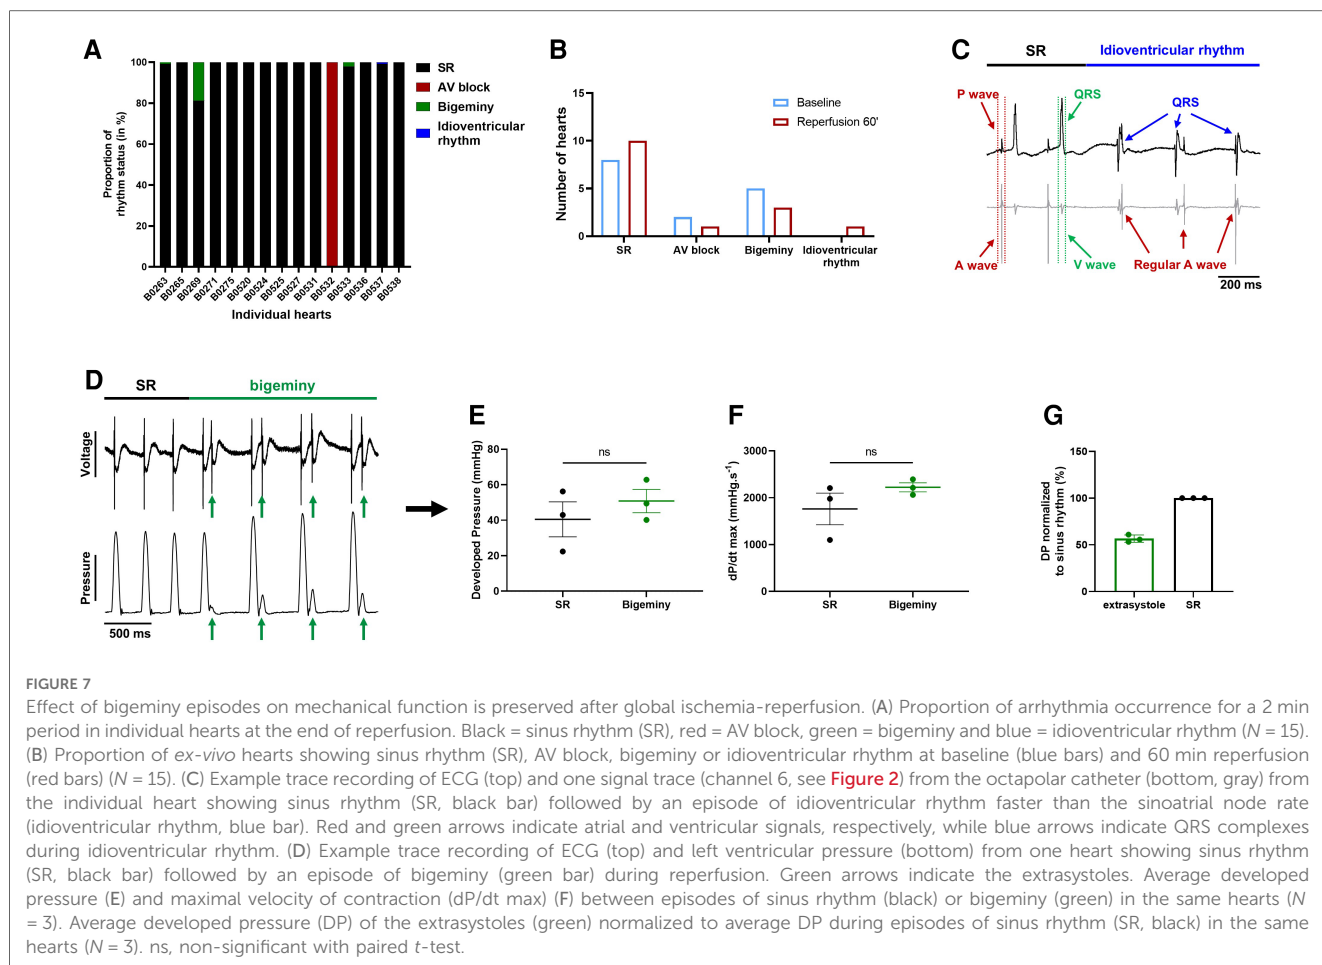 A
100
80
60
40
20
0
Proportion of
rhythm status (in %)
B0263
B0265
B0269
B0271
B0275
B0520
B0524
B0525
B0527
B0531
B0532
B0533
B0536
B0537
B0538
Individual hearts
SR
AV block
Bigeminy
Idioventricular
rhythm
B
15
10
5
0
Number of hearts
Baseline
Reperfusion 60'
SR
AV block
Bigeminy
Idioventricular
rhythm
C
SR
Idioventricular rhythm
P wave
QRS
QRS
A wave
V wave
Regular A wave
200 ms
D
SR
bigeminy
Voltage
Pressure
500 ms
E
80
60
40
20
0
Developed Pressure (mmHg)
ns
SR
Bigeminy
F
3000
2000
1000
0
dP/dt max (mmHg.s⁻¹)
ns
SR
Bigeminy
G
150
100
50
0
DP normalized
to sinus rhythm (%)
extrasystole
SR
FIGURE 7
Effect of bigeminy episodes on mechanical function is preserved after global ischemia-reperfusion. (A) Proportion of arrhythmia occurrence for a 2 min
period in individual hearts at the end of reperfusion. Black = sinus rhythm (SR), red = AV block, green = bigeminy and blue = idioventricular rhythm (N = 15).
(B) Proportion of ex-vivo hearts showing sinus rhythm (SR), AV block, bigeminy or idioventricular rhythm at baseline (blue bars) and 60 min reperfusion
(red bars) (N = 15). (C) Example trace recording of ECG (top) and one signal trace (channel 6, see Figure 2) from the octapolar catheter (bottom, gray) from
the individual heart showing sinus rhythm (SR, black bar) followed by an episode of idioventricular rhythm faster than the sinoatrial node rate
(idioventricular rhythm, blue bar). Red and green arrows indicate atrial and ventricular signals, respectively, while blue arrows indicate QRS complexes
during idioventricular rhythm. (D) Example trace recording of ECG (top) and left ventricular pressure (bottom) from one heart showing sinus rhythm
(SR, black bar) followed by an episode of bigeminy (green bar) during reperfusion. Green arrows indicate the extrasystoles. Average developed
pressure (E) and maximal velocity of contraction (dP/dt max) (F) between episodes of sinus rhythm (black) or bigeminy (green) in the same hearts (N
= 3). Average developed pressure (DP) of the extrasystoles (green) normalized to average DP during episodes of sinus rhythm (SR, black) in the same
hearts (N = 3). ns, non-significant with paired t-test.